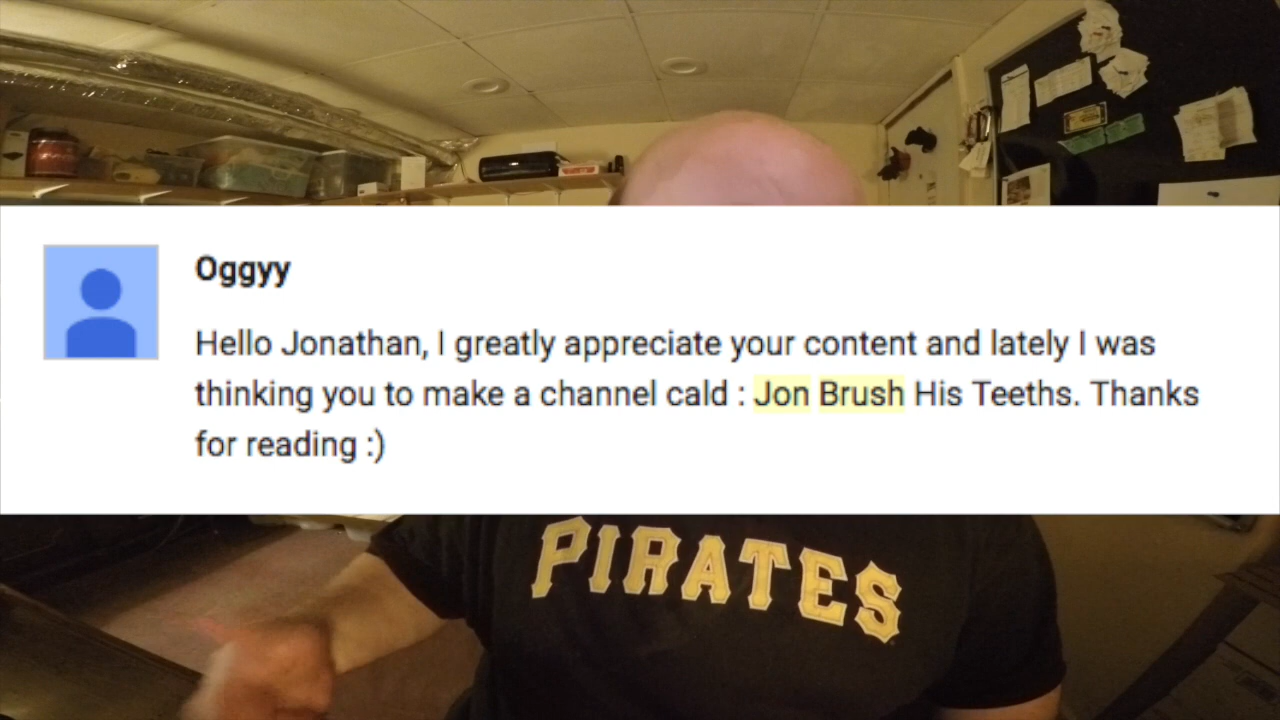 Oggyy
Hello Jonathan, I greatly appreciate your content and lately I was
thinking you to make a channel cald : Jon Brush His Teeths. Thanks
for reading :)
PIRATES